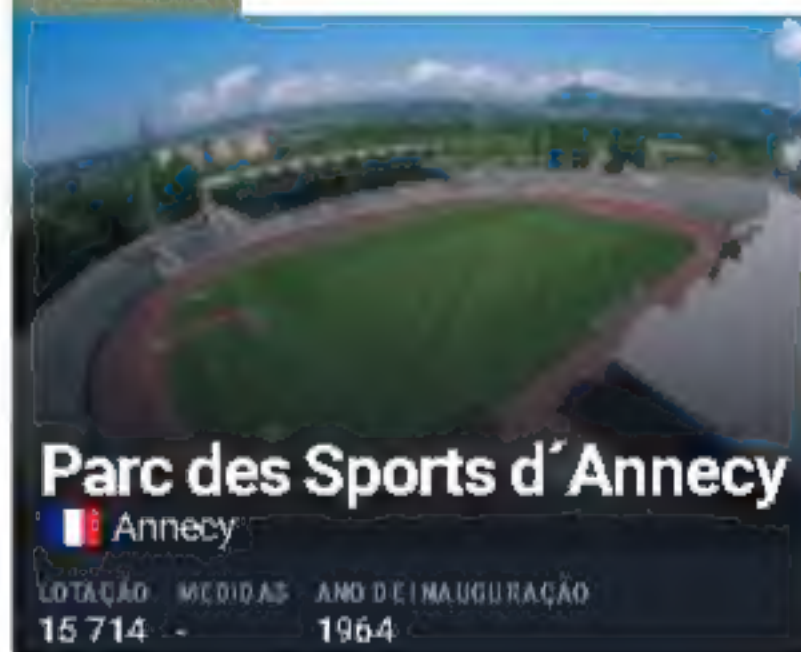 Parc des Sports d´Annecy
Annecy
LOTAÇÃO MEDIDAS ANO DE INAUGURAÇÃO
15 714 - 1964